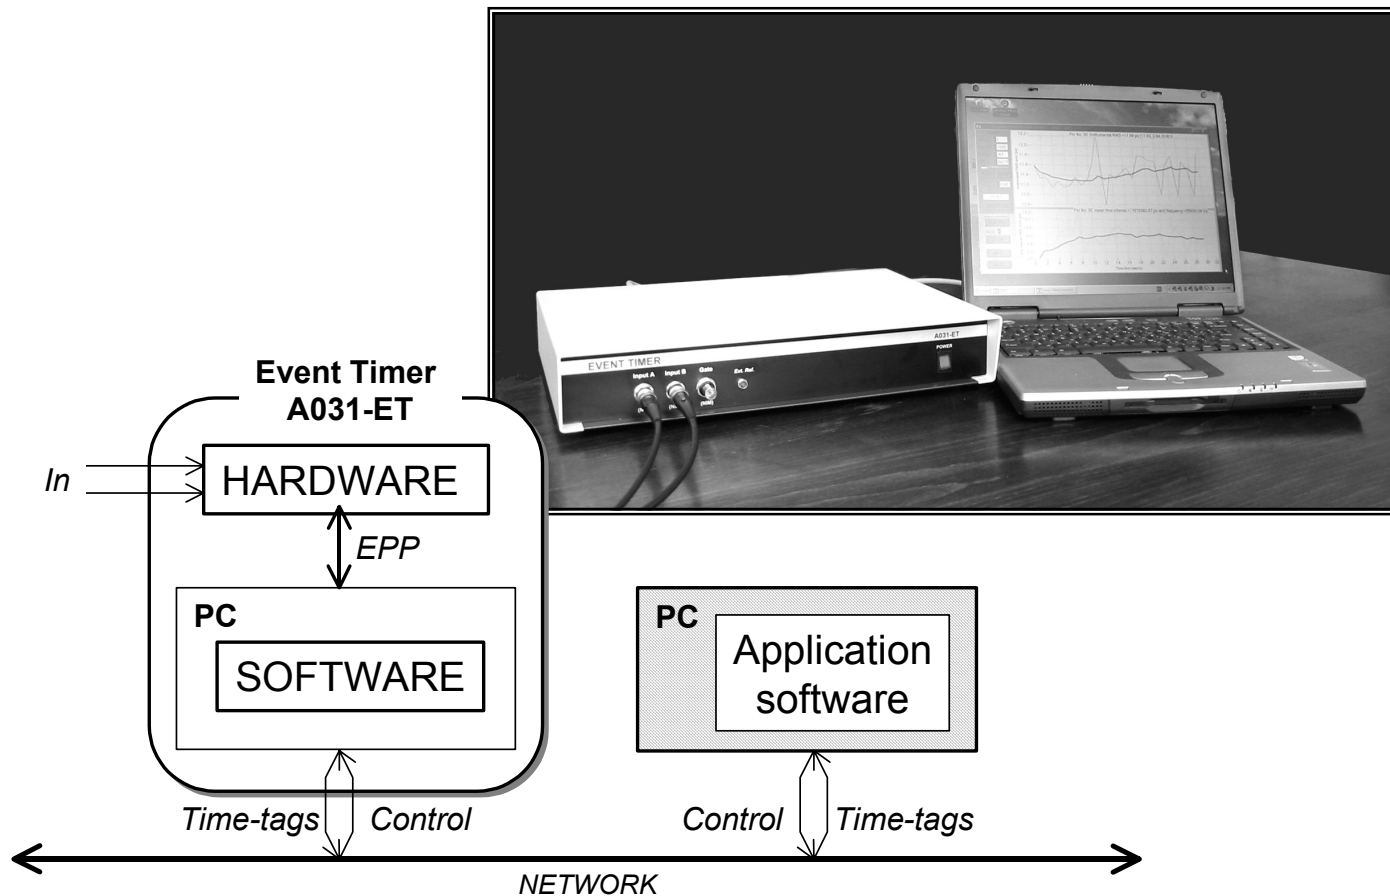 EVENT TIMER
A031-ET
POWER
Input A
Input B
Gate
Ext. Ref.
(NIM)
Event Timer
A031-ET
In
HARDWARE
EPP
PC
SOFTWARE
PC
Application
software
Time-tags
Control
Control
Time-tags
NETWORK